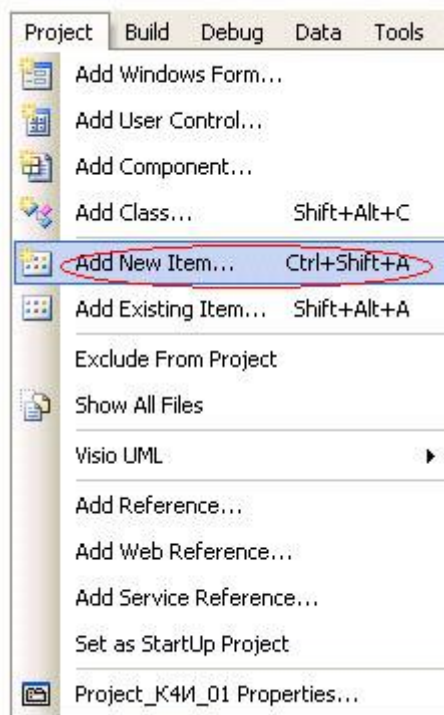 Project Build Debug Data Tools
Add Windows Form...
Add User Control...
Add Component...
Add Class... Shift+Alt+C
Add New Item... Ctrl+Shift+A
Add Existing Item... Shift+Alt+A
Exclude From Project
Show All Files
Visio UML
Add Reference...
Add Web Reference...
Add Service Reference...
Set as StartUp Project
Project_K4И_01 Properties...